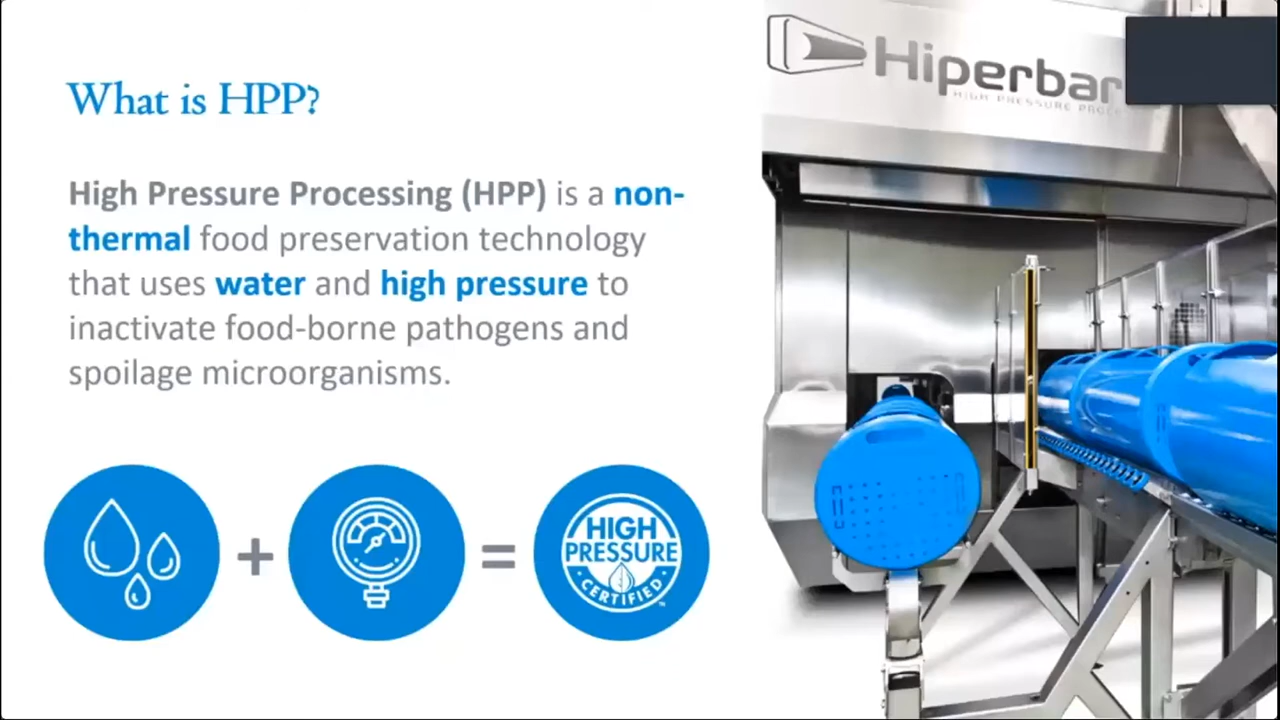 What is HPP?
High Pressure Processing (HPP) is a non-
thermal food preservation technology
that uses water and high pressure to
inactivate food-borne pathogens and
spoilage microorganisms.
+ =
HIGH
PRESSURE
CERTIFIED
™
Hiperbar
HIGH PRESSURE PROC